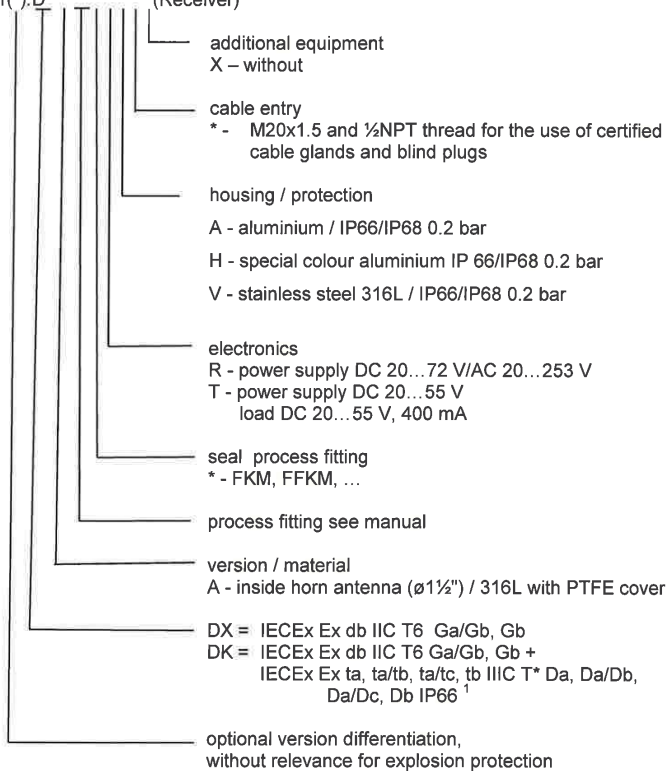 (Receiver)
additional equipment
X – without
cable entry
* - M20x1.5 and ½NPT thread for the use of certified
cable glands and blind plugs
housing / protection
A - aluminium / IP66/IP68 0.2 bar
H - special colour aluminium IP 66/IP68 0.2 bar
V - stainless steel 316L / IP66/IP68 0.2 bar
electronics
R - power supply DC 20…72 V/AC 20…253 V
T - power supply DC 20…55 V
load DC 20…55 V, 400 mA
seal process fitting
* - FKM, FFKM, …
process fitting see manual
version / material
A - inside horn antenna (ø1½") / 316L with PTFE cover
DX = IECEx Ex db IIC T6 Ga/Gb, Gb
DK = IECEx Ex db IIC T6 Ga/Gb, Gb +
IECEx Ex ta, ta/tb, ta/tc, tb IIIC T* Da, Da/Db,
Da/Dc, Db IP66 ¹
optional version differentiation,
without relevance for explosion protection